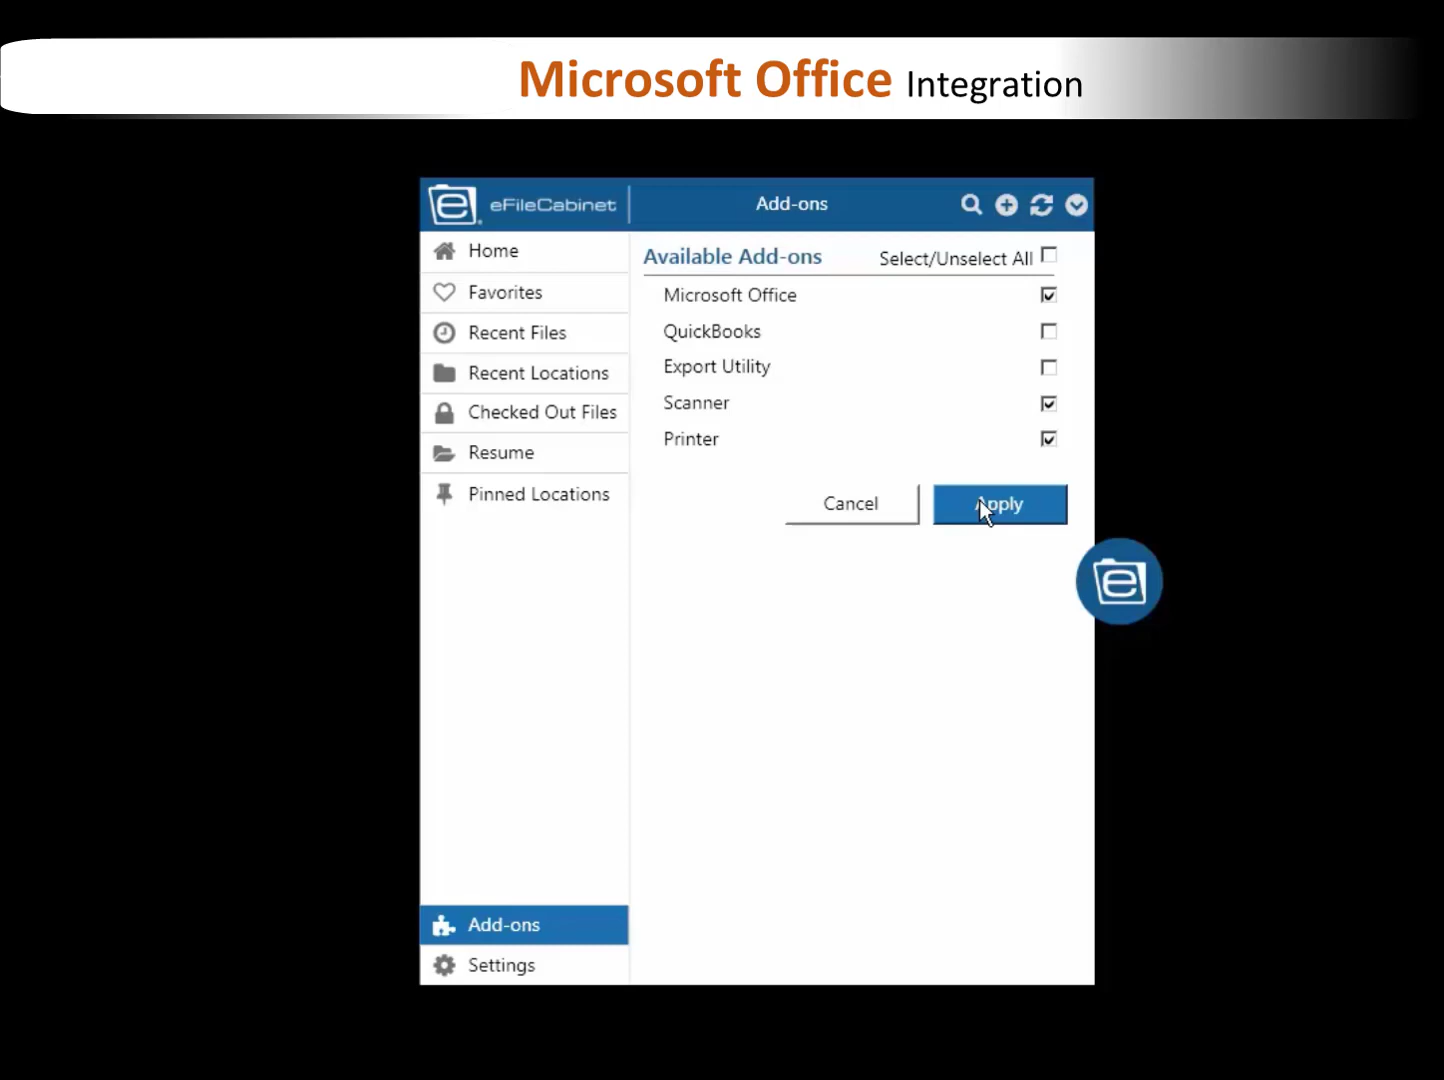 Microsoft Office Integration
eFileCabinet
Add-ons
Home
Favorites
Recent Files
Recent Locations
Checked Out Files
Resume
Pinned Locations
Add-ons
Settings
Available Add-ons
Select/Unselect All
Microsoft Office
QuickBooks
Export Utility
Scanner
Printer
Cancel
Apply